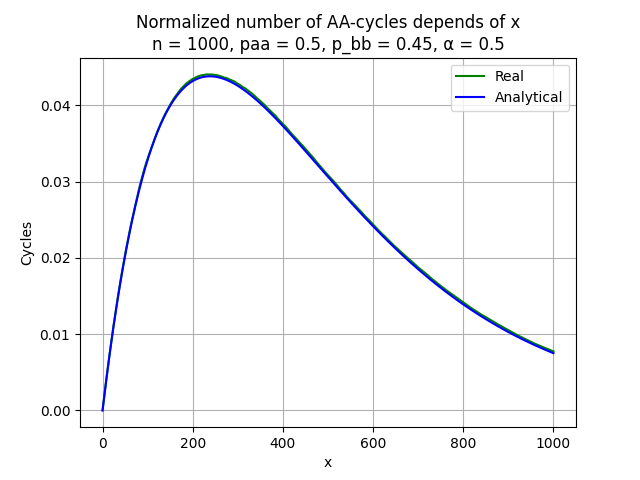 Normalized number of AA-cycles depends of x
n = 1000, paa = 0.5, p_bb = 0.45, α = 0.5
Real
Analytical
0.04
0.03
0.02
0.01
0.00
Cycles
0 200 400 600 800 1000
x